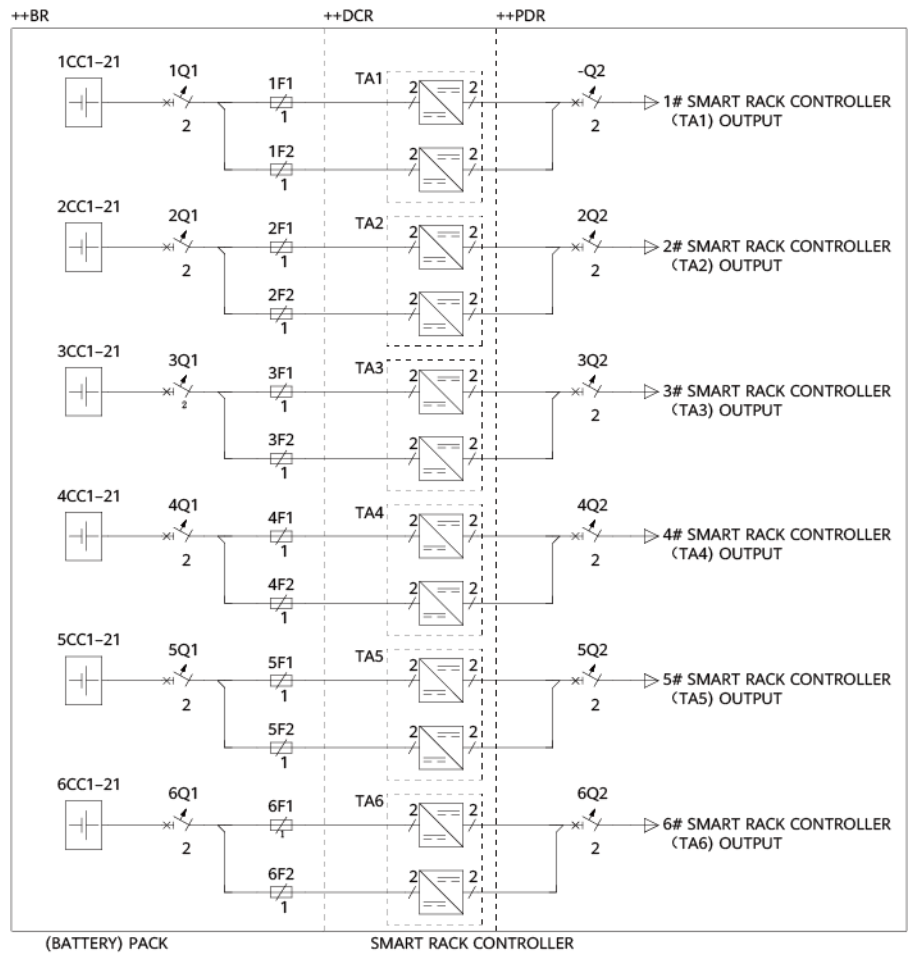 ++BR ++DCR ++PDR
1CC1-21 1Q1 1F1 TA1 -Q2
2 2
1# SMART RACK CONTROLLER
2 1 2
(TA1) OUTPUT
1F2 2 2
1
2CC1-21 2Q1 2F1 TA2 2Q2
2 2
2# SMART RACK CONTROLLER
2 1 2
(TA2) OUTPUT
2F2 2 2
1
3CC1-21 3Q1 3F1 TA3 3Q2
2 2
3# SMART RACK CONTROLLER
2 1 2
(TA3) OUTPUT
3F2 2 2
1
4CC1-21 4Q1 4F1 TA4 4Q2
2 2
4# SMART RACK CONTROLLER
2 1 2
(TA4) OUTPUT
4F2 2 2
1
5CC1-21 5Q1 5F1 TA5 5Q2
2 2
5# SMART RACK CONTROLLER
2 1 2
(TA5) OUTPUT
5F2 2 2
1
6CC1-21 6Q1 6F1 TA6 6Q2
2 2
6# SMART RACK CONTROLLER
2 1 2
(TA6) OUTPUT
6F2 2 2
1
(BATTERY) PACK SMART RACK CONTROLLER